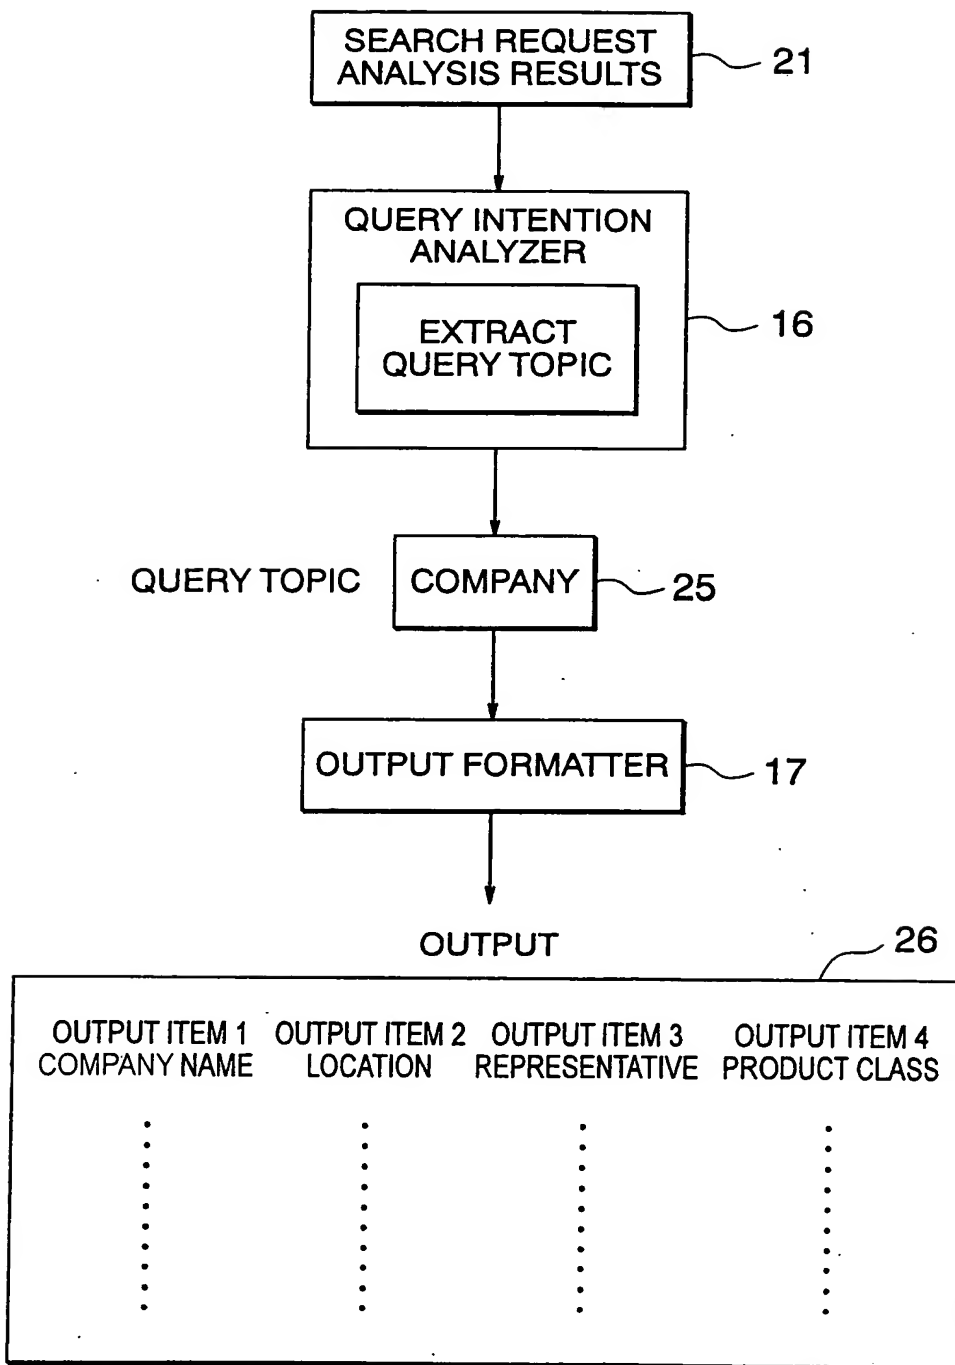 SEARCH REQUEST
ANALYSIS RESULTS
21
QUERY INTENTION
ANALYZER
EXTRACT
QUERY TOPIC
16
QUERY TOPIC
COMPANY
25
OUTPUT FORMATTER
17
OUTPUT
26
OUTPUT ITEM 1 OUTPUT ITEM 2 OUTPUT ITEM 3 OUTPUT ITEM 4
COMPANY NAME LOCATION REPRESENTATIVE PRODUCT CLASS